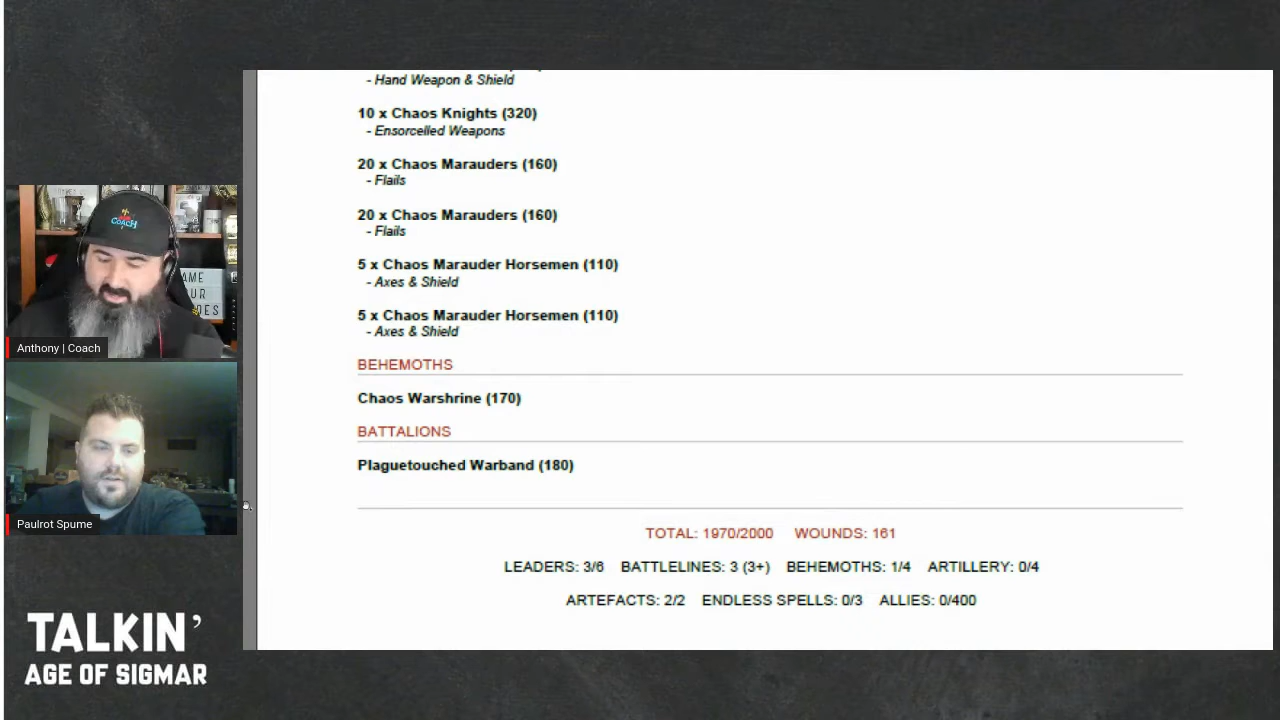 - Hand Weapon & Shield
10 x Chaos Knights (320)
- Ensorcelled Weapons
20 x Chaos Marauders (160)
- Flails
20 x Chaos Marauders (160)
- Flails
5 x Chaos Marauder Horsemen (110)
- Axes & Shield
5 x Chaos Marauder Horsemen (110)
- Axes & Shield
BEHEMOTHS
Chaos Warshrine (170)
BATTALIONS
Plaguetouched Warband (180)
TOTAL: 1970/2000 WOUNDS: 161
LEADERS: 3/6 BATTLELINES: 3 (3+) BEHEMOTHS: 1/4 ARTILLERY: 0/4
ARTEFACTS: 2/2 ENDLESS SPELLS: 0/3 ALLIES: 0/400
COACH
Anthony | Coach
Paulrot Spume
TALKIN'
AGE OF SIGMAR